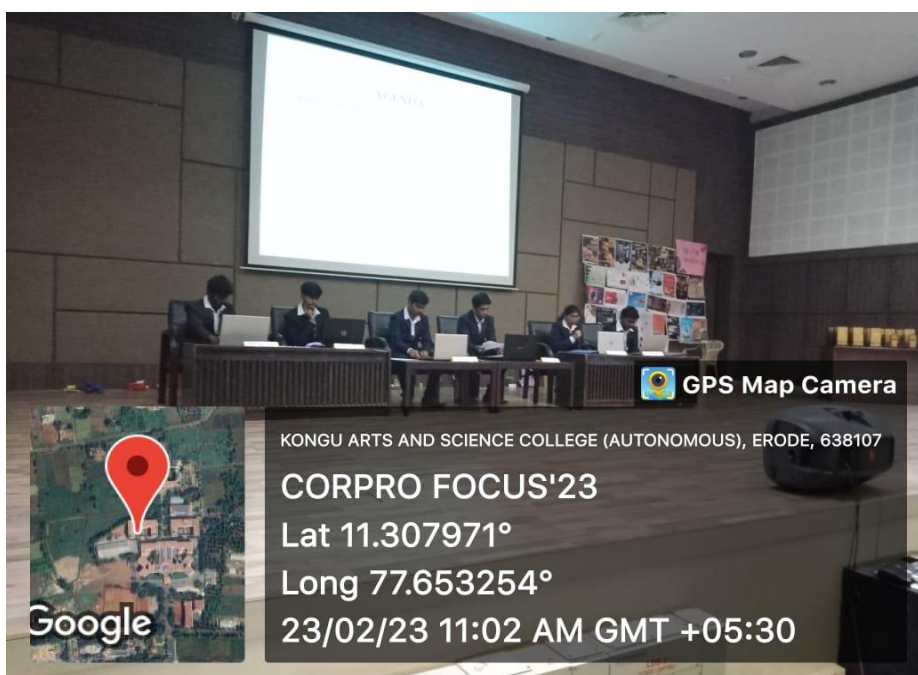 AGENDA
GPS Map Camera
KONGU ARTS AND SCIENCE COLLEGE (AUTONOMOUS), ERODE, 638107
CORPRO FOCUS'23
Lat 11.307971°
Long 77.653254°
23/02/23 11:02 AM GMT +05:30
Google